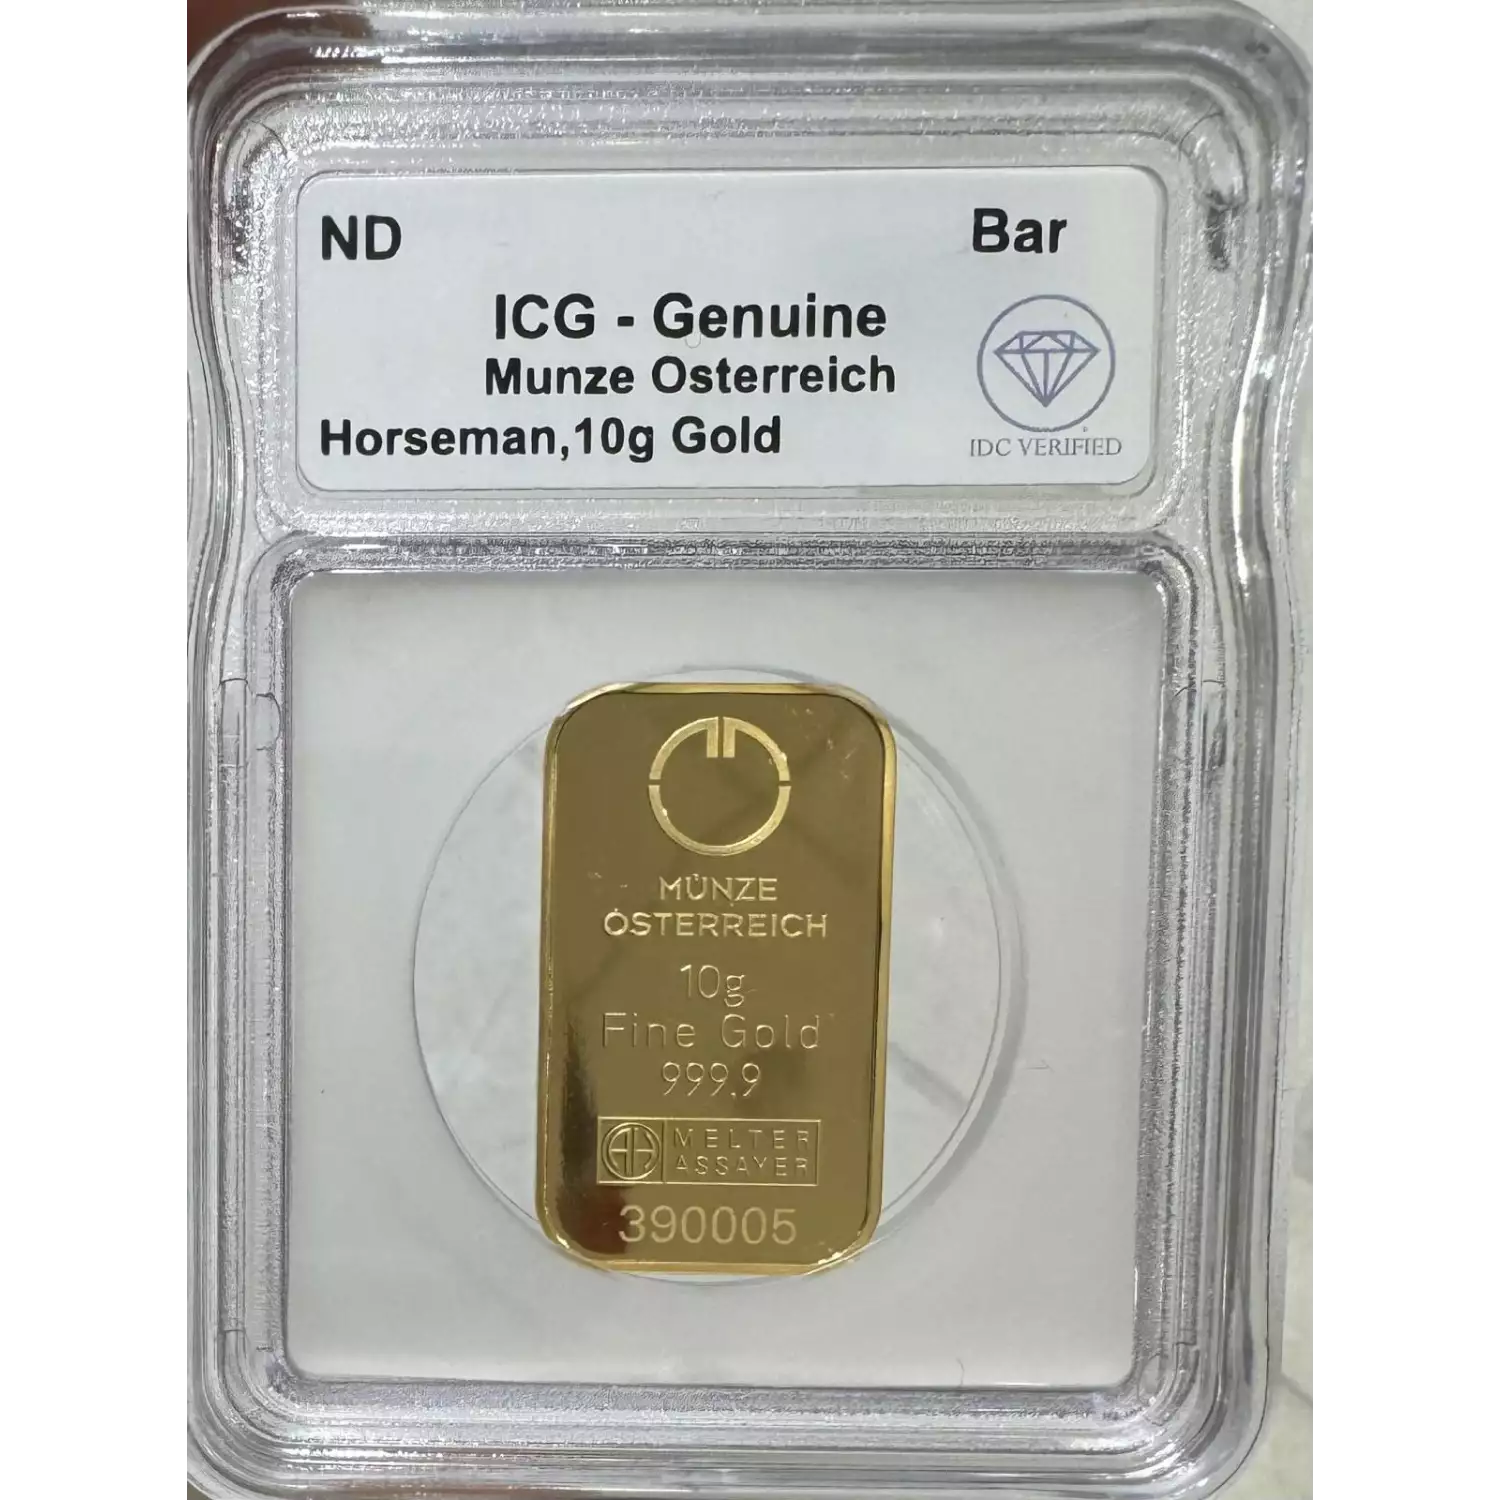 ND Bar
ICG - Genuine
Munze Osterreich
Horseman,10g Gold
IDC VERIFIED
MÜNZE
ÖSTERREICH
10g
Fine Gold
999,9
MELTER
ASSAYER
390005